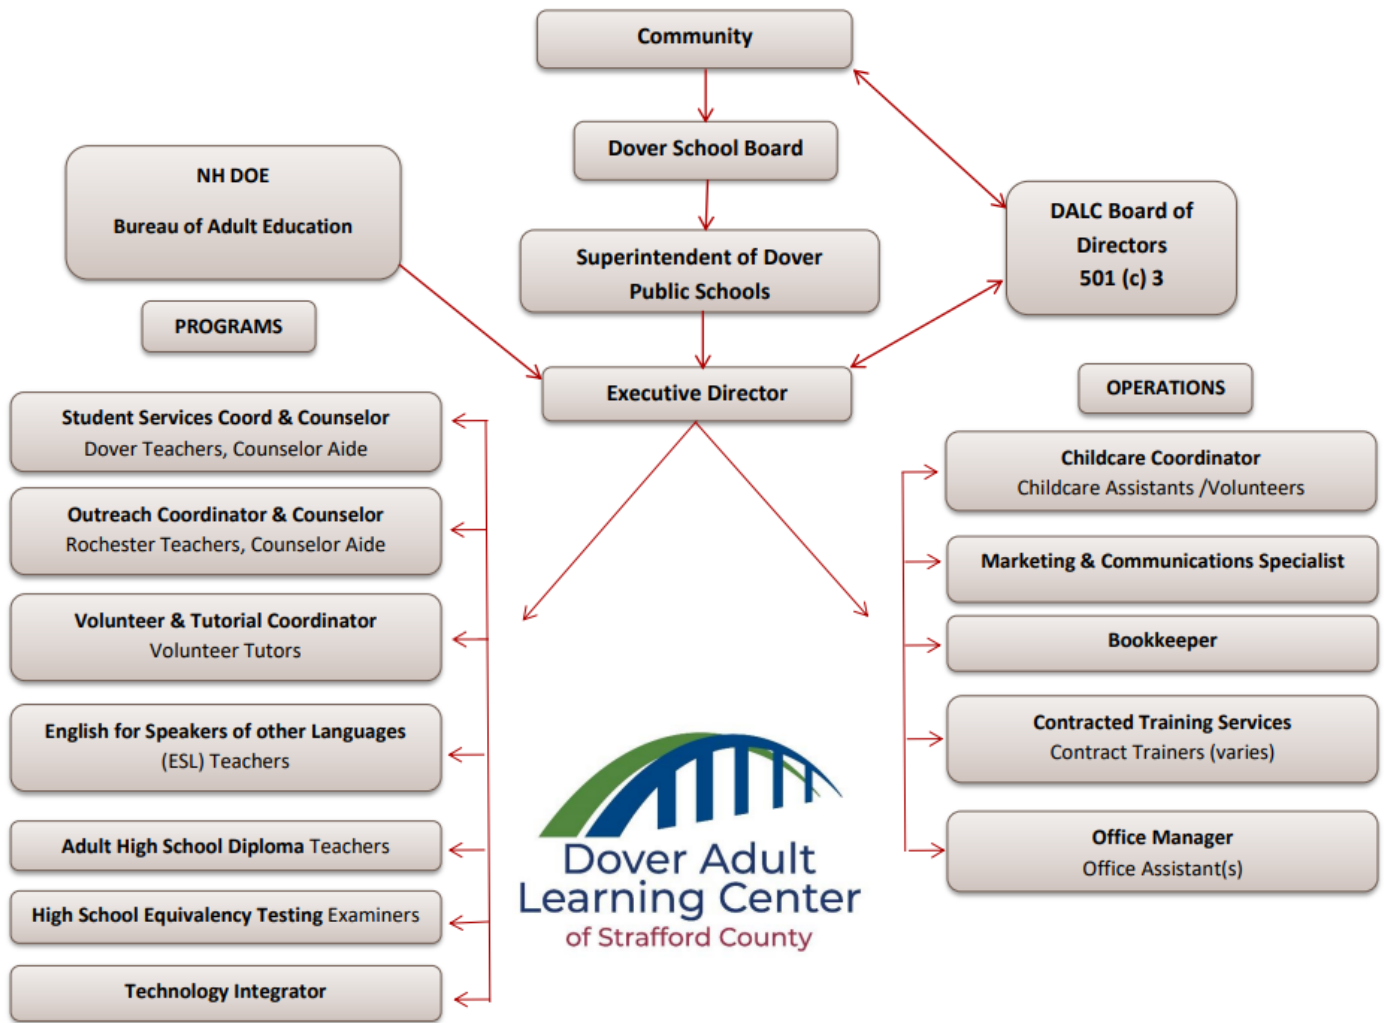 Community
Dover School Board
NH DOE
Bureau of Adult Education
Superintendent of Dover
Public Schools
DALC Board of
Directors
501 (c) 3
Executive Director
PROGRAMS
Student Services Coord & Counselor
Dover Teachers, Counselor Aide
Outreach Coordinator & Counselor
Rochester Teachers, Counselor Aide
Volunteer & Tutorial Coordinator
Volunteer Tutors
English for Speakers of other Languages
(ESL) Teachers
Adult High School Diploma Teachers
High School Equivalency Testing Examiners
Technology Integrator
OPERATIONS
Childcare Coordinator
Childcare Assistants /Volunteers
Marketing & Communications Specialist
Bookkeeper
Contracted Training Services
Contract Trainers (varies)
Office Manager
Office Assistant(s)
Dover Adult
Learning Center
of Strafford County